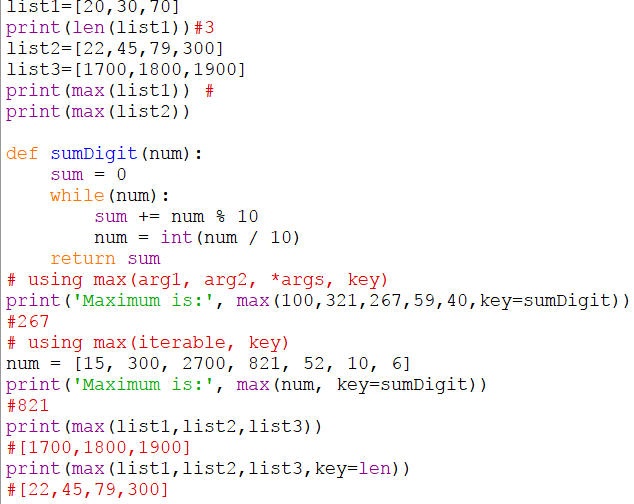 list1=[20,30,70]
print(len(list1))#3
list2=[22,45,79,300]
list3=[1700,1800,1900]
print(max(list1)) #
print(max(list2))

def sumDigit(num):
    sum = 0
    while(num):
        sum += num % 10
        num = int(num / 10)
    return sum
# using max(arg1, arg2, *args, key)
print('Maximum is:', max(100,321,267,59,40,key=sumDigit))
#267
# using max(iterable, key)
num = [15, 300, 2700, 821, 52, 10, 6]
print('Maximum is:', max(num, key=sumDigit))
#821
print(max(list1,list2,list3))
#[1700,1800,1900]
print(max(list1,list2,list3,key=len))
#[22,45,79,300]